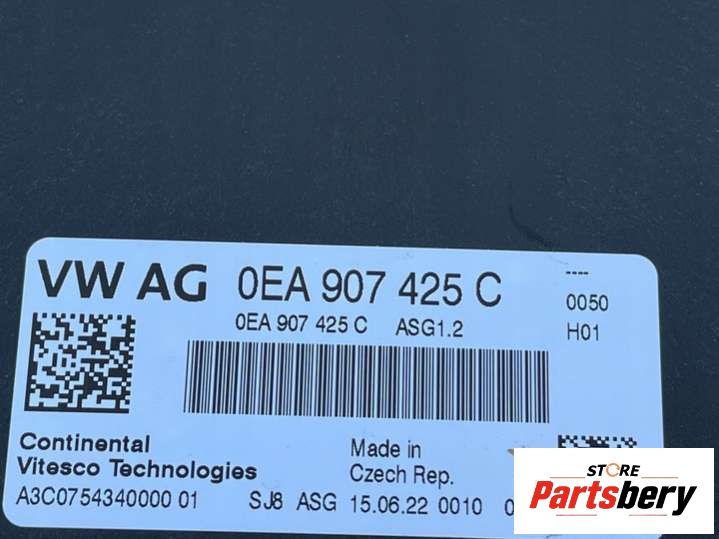 VW AG 0EA 907 425 C ----
0EA 907 425 C ASG1.2 0050
H01
Continental
Vitesco Technologies
Made in
Czech Rep.
A3C0754340000 01 SJ8 ASG 15.06.22 0010
STORE
Partsbery